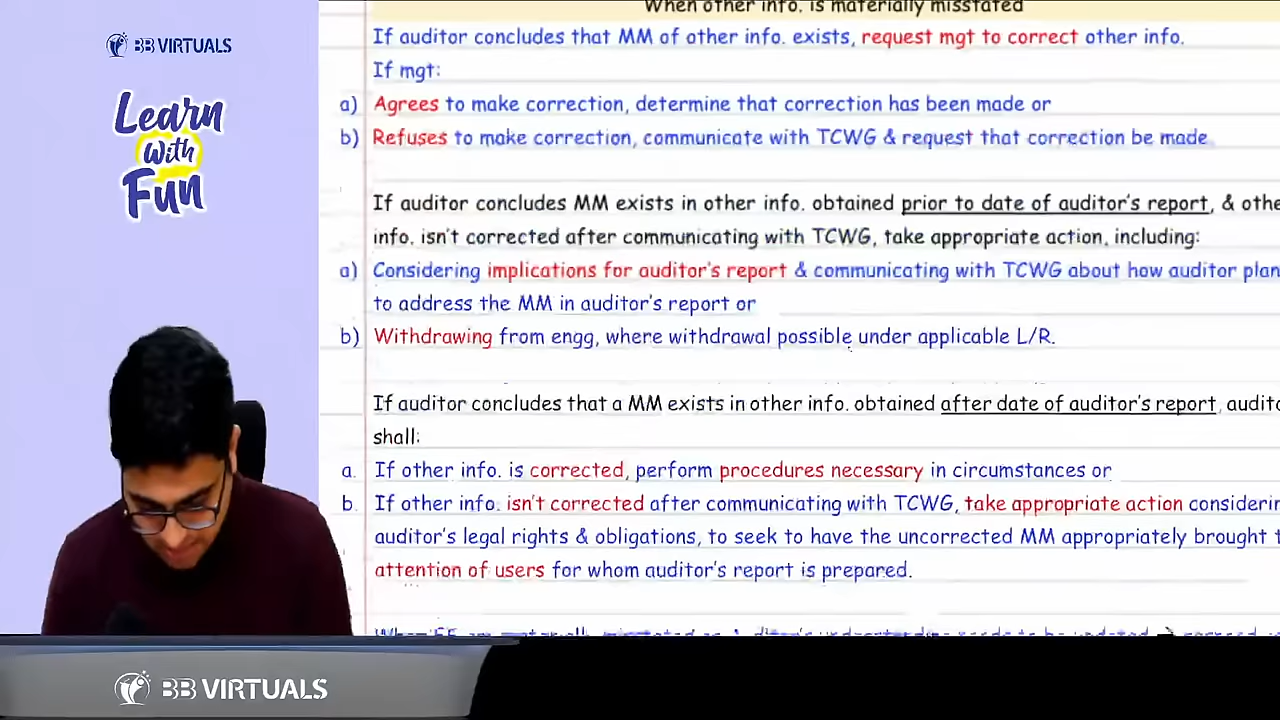 BB VIRTUALS
Learn
With
Fun
When other info. is materially misstated
If auditor concludes that MM of other info. exists, request mgt to correct other info.
If mgt:
a) Agrees to make correction, determine that correction has been made or
b) Refuses to make correction, communicate with TCWG & request that correction be made
If auditor concludes MM exists in other info. obtained prior to date of auditor's report, & othe
info. isn't corrected after communicating with TCWG, take appropriate action, including:
a) Considering implications for auditor's report & communicating with TCWG about how auditor plan
to address the MM in auditor's report or
b) Withdrawing from engg, where withdrawal possible under applicable L/R.
If auditor concludes that a MM exists in other info. obtained after date of auditor's report, audito
shall:
a. If other info. is corrected, perform procedures necessary in circumstances or
b. If other info. isn't corrected after communicating with TCWG, take appropriate action considerin
auditor's legal rights & obligations, to seek to have the uncorrected MM appropriately brought t
attention of users for whom auditor's report is prepared.
BB VIRTUALS